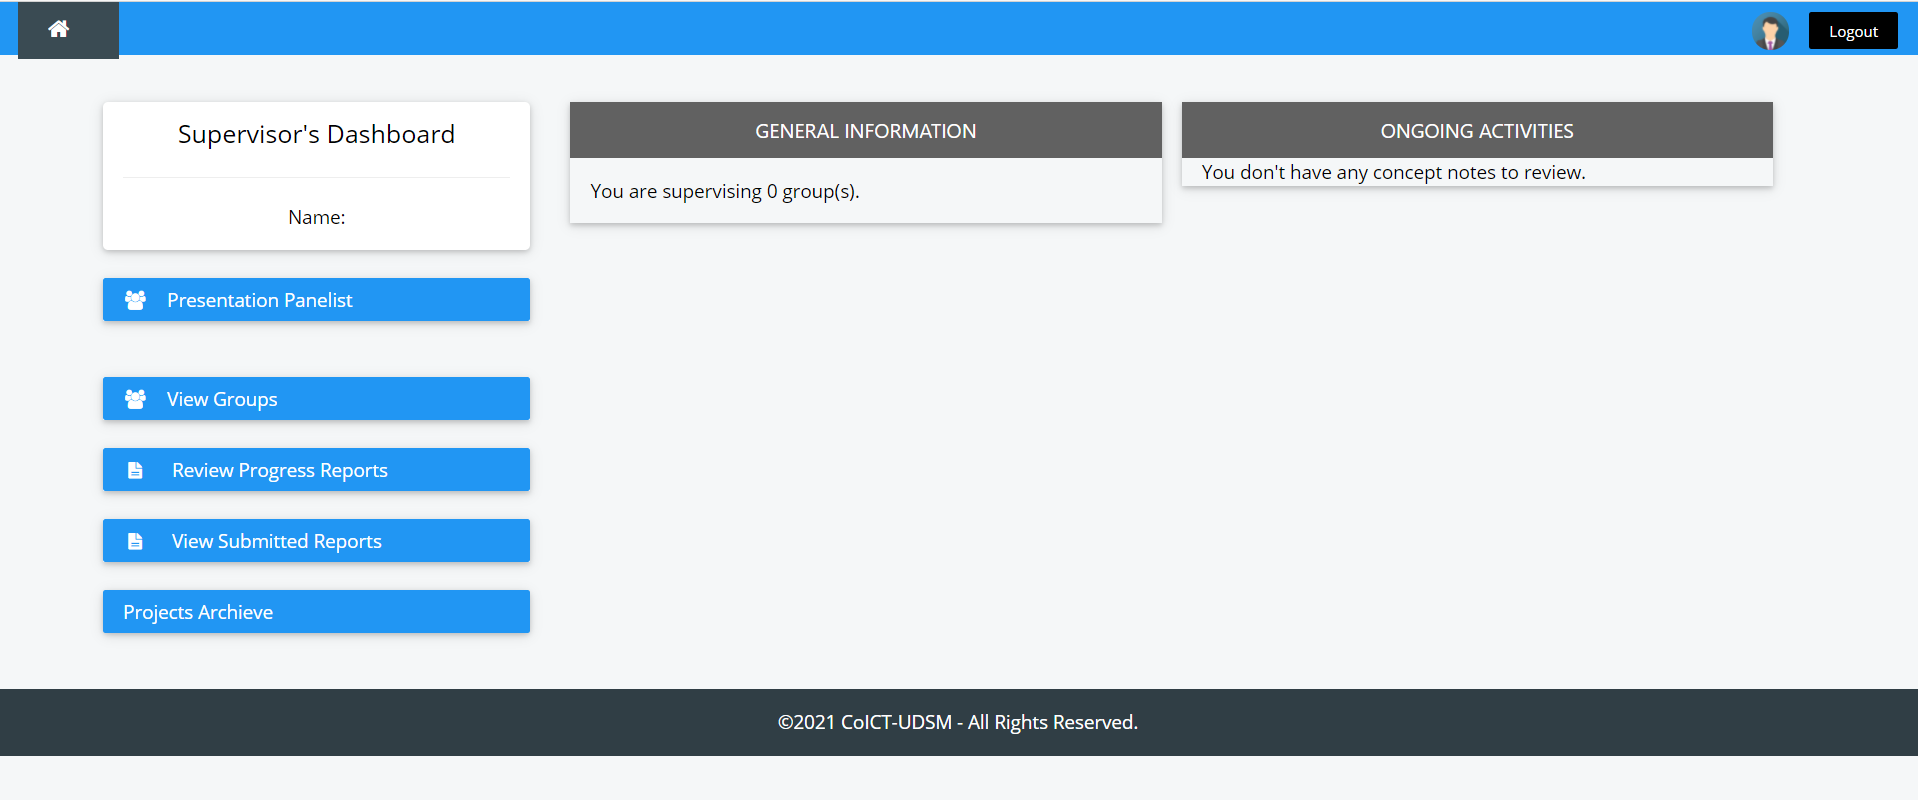 Logout
Supervisor's Dashboard
Name:
Presentation Panelist
View Groups
Review Progress Reports
View Submitted Reports
Projects Archieve
GENERAL INFORMATION
You are supervising 0 group(s).
ONGOING ACTIVITIES
You don't have any concept notes to review.
©2021 CoICT-UDSM - All Rights Reserved.